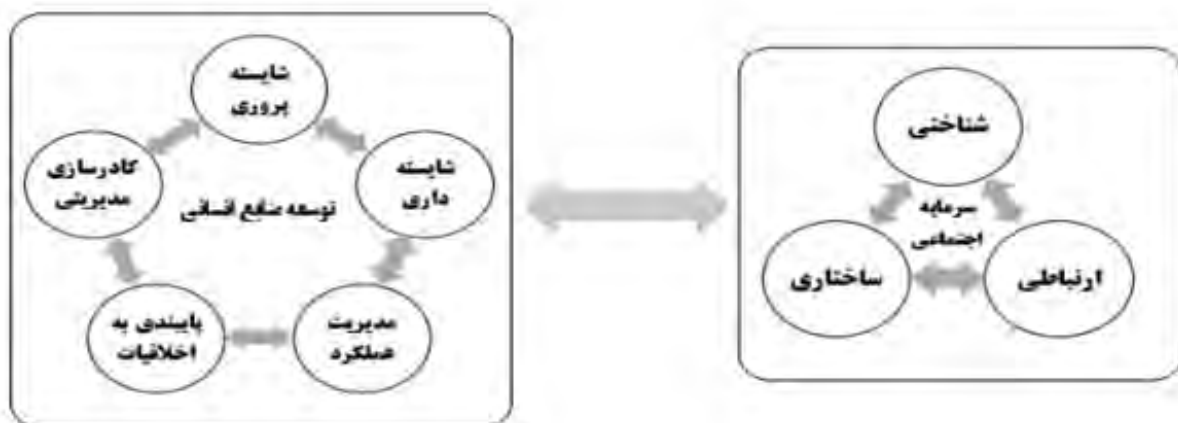 شناختی
سرمایه
اجتماعی
ساختاری
ارتباطی
شایسته
پروری
شایسته
داری
کادرسازی
مدیریتی
توسعه منابع انسانی
پایبندی به
اخلاقیات
مدیریت
عملکرد